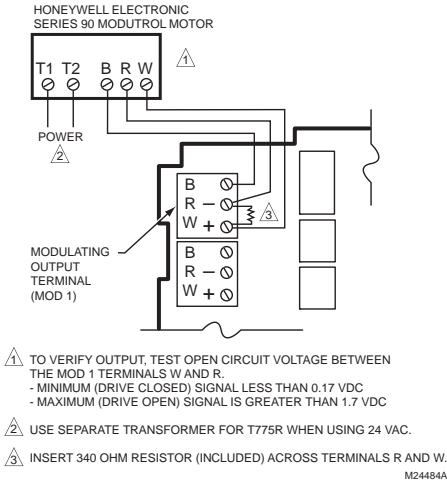 HONEYWELL ELECTRONIC
SERIES 90 MODUTROL MOTOR
T1 T2 B R W
1
POWER
2
B
R –
W +
3
MODULATING
OUTPUT
TERMINAL
(MOD 1)
B
R –
W +
1 TO VERIFY OUTPUT, TEST OPEN CIRCUIT VOLTAGE BETWEEN
THE MOD 1 TERMINALS W AND R.
- MINIMUM (DRIVE CLOSED) SIGNAL LESS THAN 0.17 VDC
- MAXIMUM (DRIVE OPEN) SIGNAL IS GREATER THAN 1.7 VDC
2 USE SEPARATE TRANSFORMER FOR T775R WHEN USING 24 VAC.
3 INSERT 340 OHM RESISTOR (INCLUDED) ACROSS TERMINALS R AND W.
M24484A